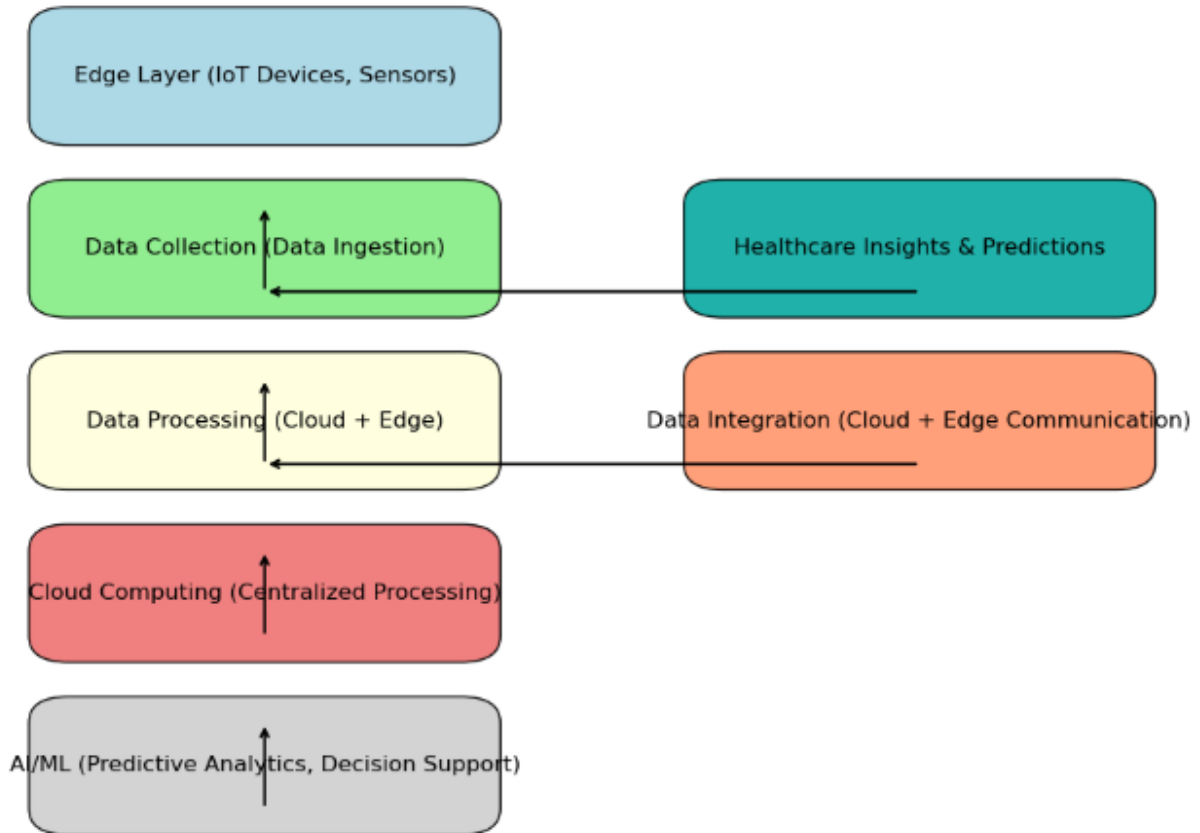 Edge Layer (IoT Devices, Sensors)
Data Collection (Data Ingestion)
Healthcare Insights & Predictions
Data Processing (Cloud + Edge)
Data Integration (Cloud + Edge Communication)
Cloud Computing (Centralized Processing)
AI/ML (Predictive Analytics, Decision Support)